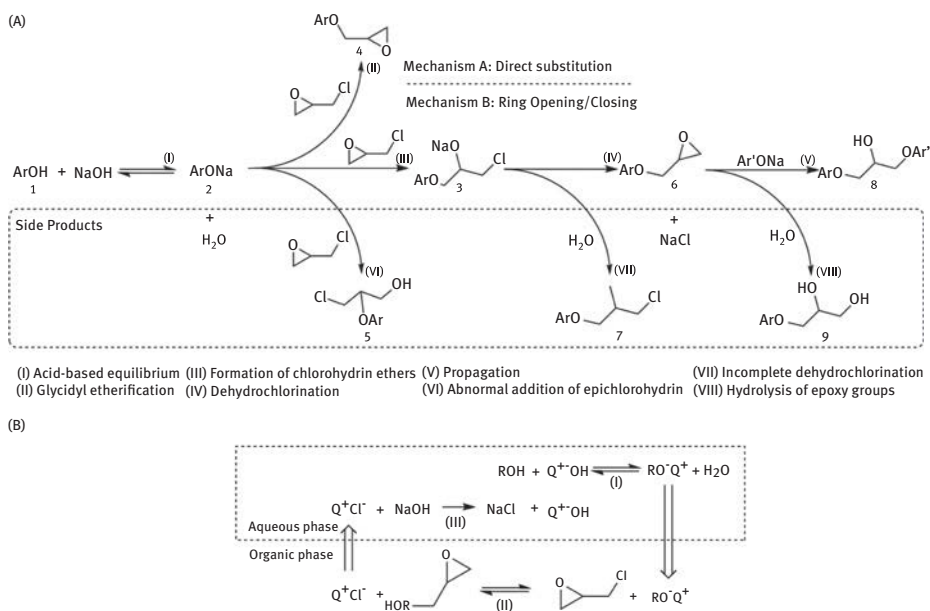 (A)
ArO
O
4
(II)
Mechanism A: Direct substitution
Cl
O
Mechanism B: Ring Opening/Closing
ArOH + NaOH
1
(I)
ArONa
2
O
Cl
(III)
NaO
Cl
ArO
3
(IV)
O
ArO
6
Ar'ONa
(V)
HO
OAr'
ArO
8
Side Products
+
H2O
O
Cl
(VI)
OH
Cl
OAr
5
H2O
(VII)
Cl
ArO
7
+
NaCl
H2O
(VIII)
HO
OH
ArO
9
(I) Acid-based equilibrium (III) Formation of chlorohydrin ethers (V) Propagation (VII) Incomplete dehydrochlorination
(II) Glycidyl etherification (IV) Dehydrochlorination (VI) Abnormal addition of epichlorohydrin (VIII) Hydrolysis of epoxy groups
(B)
ROH + Q+-OH (I) RO-Q+ + H2O
Q+Cl- + NaOH (III) NaCl + Q+-OH
Aqueous phase
Organic phase
O
Cl
Q+Cl- + HOR (II) O + RO-Q+